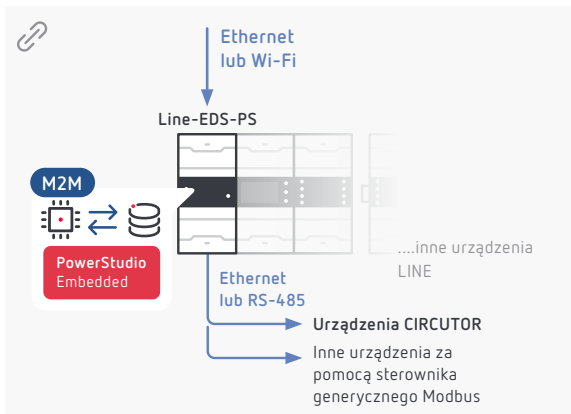 Ethernet
lub Wi-Fi
Line-EDS-PS
M2M
PowerStudio
Embedded
....inne urządzenia
LINE
Ethernet
lub RS-485
Urządzenia CIRCUTOR
Inne urządzenia za
pomocą sterownika
generycznego Modbus